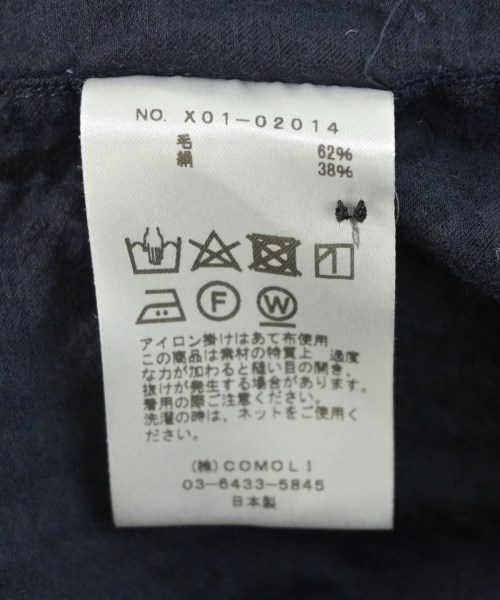 NO. X01-02014
毛 62%
絹 38%
F W
アイロン掛けはあて布使用
この商品は素材の特質上 過度
な力が加わると縫い目の開き、
抜けが発生する場合があります。
着用の際ご注意ください。
洗濯の時は、ネットをご使用く
ださい。
(株)COMOLI
03-6433-5845
日本製